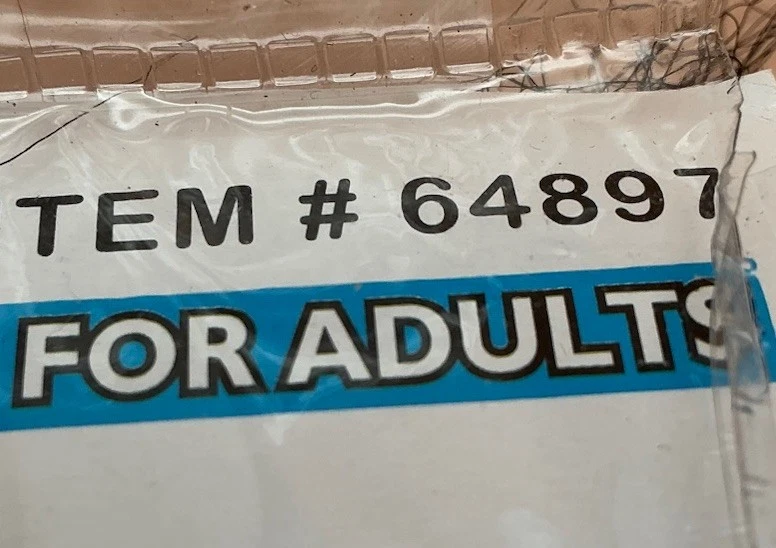 TEM # 64897
FOR ADULTS